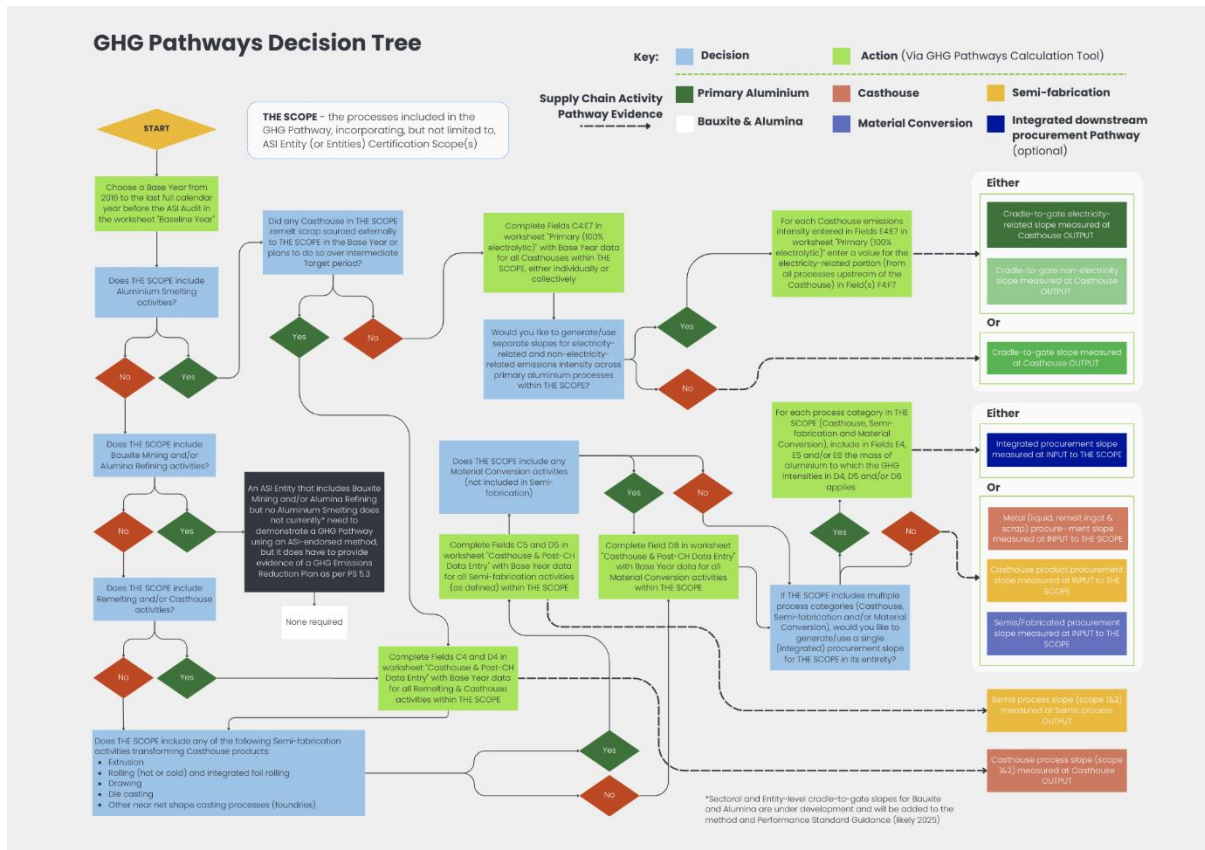 GHG Pathways Decision Tree
Key:
Decision
Action (Via GHG Pathways Calculation Tool)
Supply Chain Activity
Pathway Evidence
Primary Aluminium
Casthouse
Semi-fabrication
Bauxite & Alumina
Material Conversion
Integrated downstream
procurement Pathway
(optional)
START
THE SCOPE - the processes included in the
GHG Pathway, incorporating, but not limited to,
ASI Entity (or Entities) Certification Scope(s)
Choose a Base Year from
2016 to the last full calendar
year before the ASI Audit in
the worksheet "Baseline Year"
Does THE SCOPE include
Aluminium Smelting
activities?
No
Yes
Did any Casthouse in THE SCOPE
remelt scrap sourced externally
to THE SCOPE in the Base Year or
plans to do so over Intermediate
Target period?
Yes
No
Complete Fields C4:E7 in
worksheet "Primary (100%
electrolytic)" with Base Year data
for all Casthouses within THE
SCOPE, either individually or
collectively
Would you like to generate/use
separate slopes for electricity-
related and non-electricity-
related emissions intensity across
primary aluminium processes
within THE SCOPE?
Yes
No
For each Casthouse emissions
intensity entered in Fields E4:E7
in worksheet "Primary (100%
electrolytic)" enter a value for the
electricity-related portion (from
all processes upstream of the
Casthouse) in Field(s) F4:F7
Either
Cradle-to-gate electricity-
related slope measured at
Casthouse OUTPUT
Cradle-to-gate non-electricity
slope measured at Casthouse
OUTPUT
Or
Cradle-to-gate slope measured
at Casthouse OUTPUT
Does THE SCOPE include
Bauxite Mining and/or
Alumina Refining activities?
No
Yes
An ASI Entity that includes Bauxite
Mining and/or Alumina Refining
but no Aluminium Smelting does
not currently* need to
demonstrate a GHG Pathway
using an ASI-endorsed method,
but it does have to provide
evidence of a GHG Emissions
Reduction Plan as per PS 5.3
None required
Does THE SCOPE include
Remelting and/or Casthouse
activities?
No
Yes
Complete Fields C4 and D4 in
worksheet "Casthouse & Post-CH
Data Entry" with Base Year data
for all Remelting & Casthouse
activities within THE SCOPE
Does THE SCOPE include any of the following Semi-fabrication
activities transforming Casthouse products:
• Extrusion
• Rolling (hot or cold) and integrated foil rolling
• Drawing
• Die casting
• Other near net shape casting processes (foundries)
Yes
No
Complete Fields C5 and D5 in
worksheet "Casthouse & Post-CH
Data Entry" with Base Year data
for all Semi-fabrication activities
(as defined) within THE SCOPE
Does THE SCOPE include any
Material Conversion activities
(not included in Semi-
fabrication)
Yes
No
Complete Field D6 in worksheet
"Casthouse & Post-CH Data Entry"
with Base Year data for all
Material Conversion activities
within THE SCOPE
If THE SCOPE includes multiple
process categories (Casthouse,
Semi-fabrication and/or Material
Conversion), would you like to
generate/use a single
(integrated) procurement slope
for THE SCOPE in its entirety?
Yes
No
For each process category in THE
SCOPE (Casthouse, Semi-
fabrication and Material
Conversion), include in Fields E4,
E5 and/or E6 the mass of
aluminium to which the GHG
intensities in D4, D5 and/or D6
applies
Either
Integrated procurement slope
measured at INPUT to THE SCOPE
Or
Metal (liquid, remelt ingot &
scrap) procure- ment slope
measured at INPUT to THE SCOPE
Casthouse product procurement
slope measured at INPUT to THE
SCOPE
Semis/Fabricated procurement
slope measured at INPUT to THE
SCOPE
Semis process slope (scope 1&2)
measured at Semis process
OUTPUT
Casthouse process slope (scope
1&2) measured at Casthouse
OUTPUT
*Sectoral and Entity-level cradle-to-gate slopes for Bauxite
and Alumina are under development and will be added to the
method and Performance Standard Guidance (likely 2025)